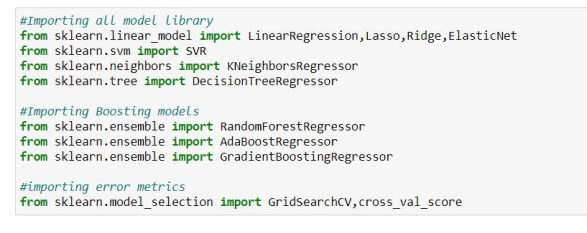 #Importing all model library
from sklearn.linear_model import LinearRegression,Lasso,Ridge,ElasticNet
from sklearn.svm import SVR
from sklearn.neighbors import KNeighborsRegressor
from sklearn.tree import DecisionTreeRegressor

#Importing Boosting models
from sklearn.ensemble import RandomForestRegressor
from sklearn.ensemble import AdaBoostRegressor
from sklearn.ensemble import GradientBoostingRegressor

#importing error metrics
from sklearn.model_selection import GridSearchCV,cross_val_score